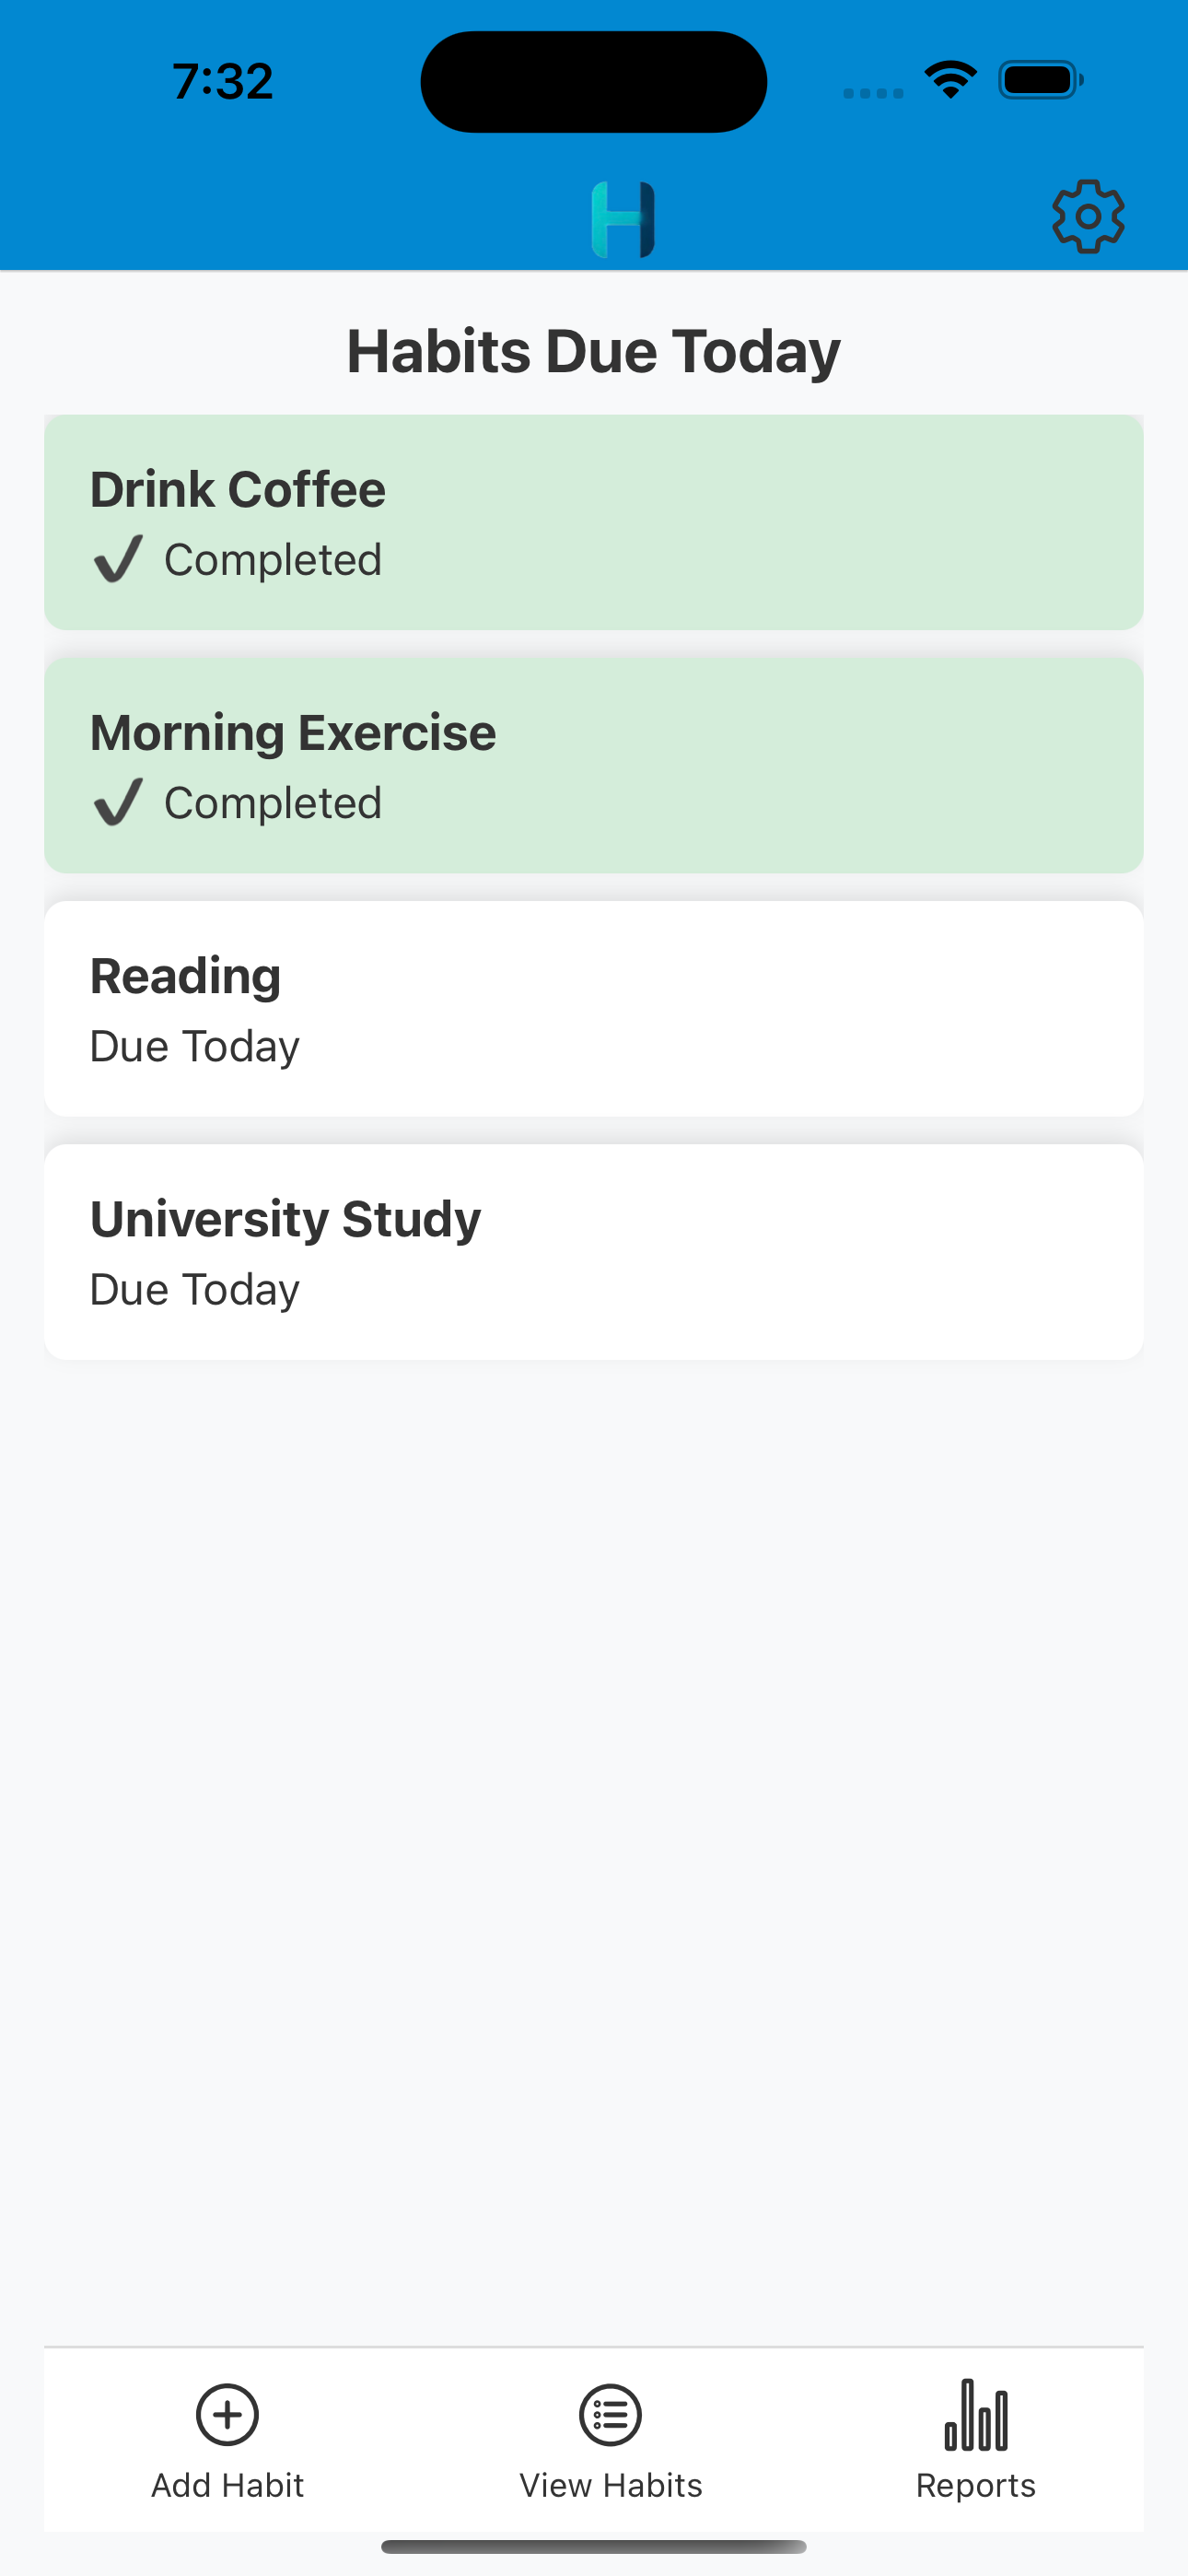 7:32
H
Habits Due Today
Drink Coffee
✔ Completed
Morning Exercise
✔ Completed
Reading
Due Today
University Study
Due Today
Add Habit
View Habits
Reports